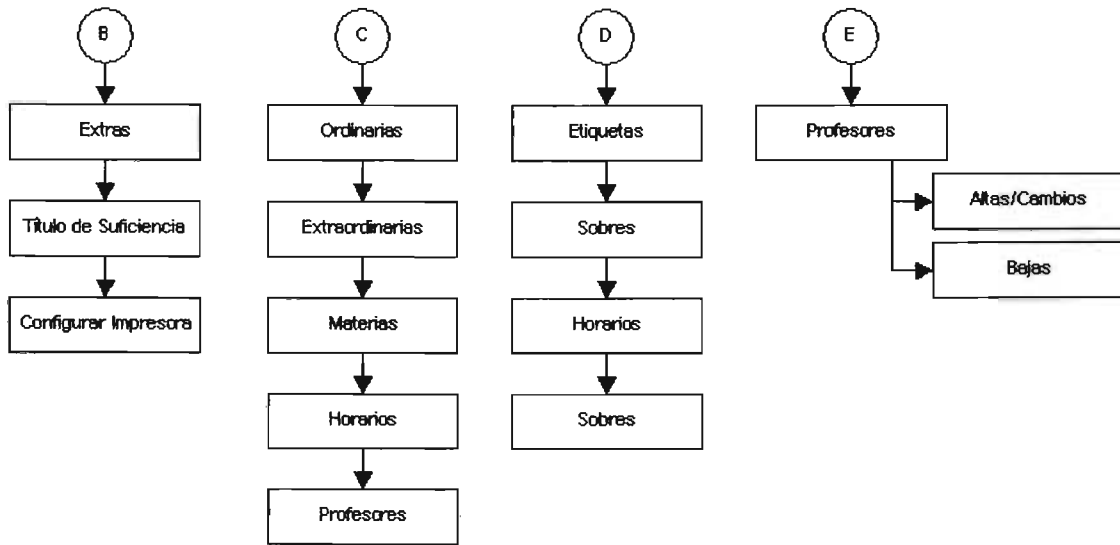 B
Extras
Título de Suficiencia
Configurar Impresora
C
Ordinarias
Extraordinarias
Materias
Horarios
Profesores
D
Etiquetas
Sobres
Horarios
Sobres
E
Profesores
Altas/Cambios
Bajas